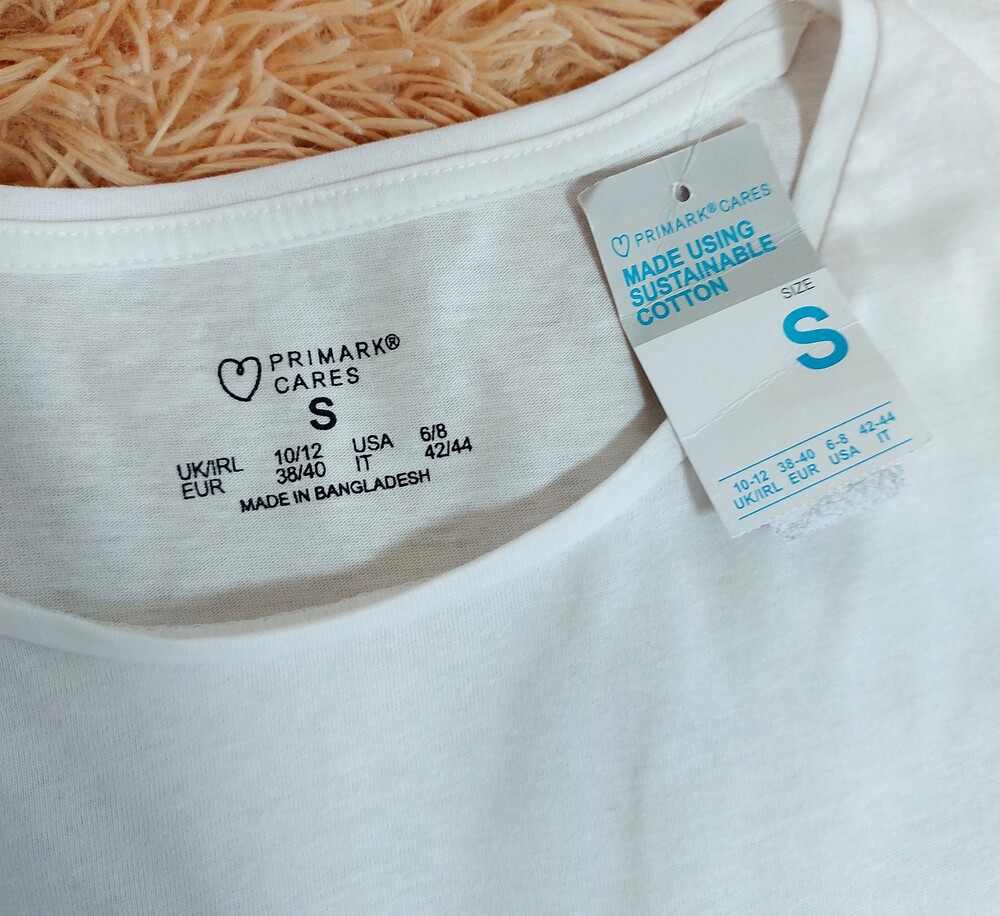 PRIMARK®
CARES
S
UK/IRL 10/12 USA 6/8
EUR 38/40 IT 42/44
MADE IN BANGLADESH
PRIMARK® CARES
MADE USING
SUSTAINABLE
COTTON
SIZE
S
10-12 38-40 6-8 42-44
UK/IRL EUR USA IT